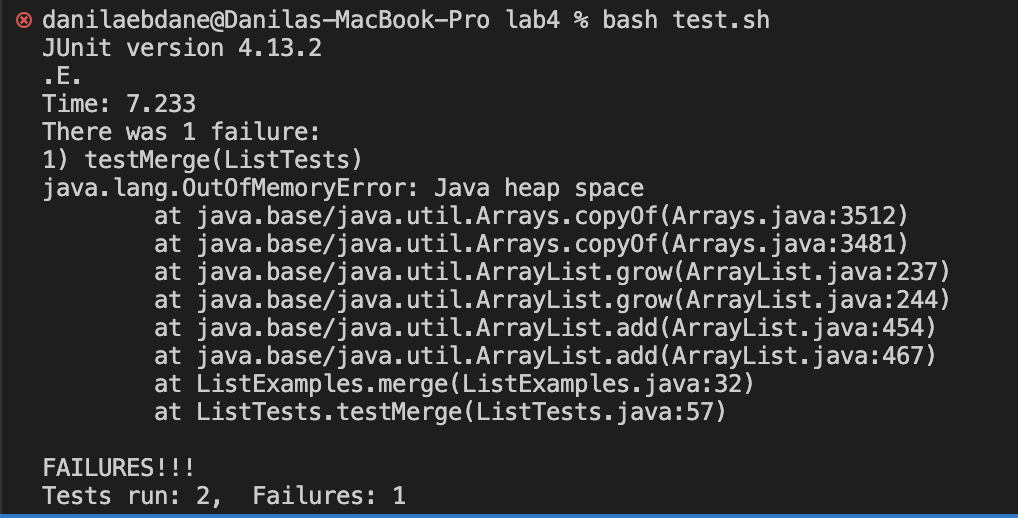 danilaebdane@Danilas-MacBook-Pro lab4 % bash test.sh
JUnit version 4.13.2
.E.
Time: 7.233
There was 1 failure:
1) testMerge(ListTests)
java.lang.OutOfMemoryError: Java heap space
        at java.base/java.util.Arrays.copyOf(Arrays.java:3512)
        at java.base/java.util.Arrays.copyOf(Arrays.java:3481)
        at java.base/java.util.ArrayList.grow(ArrayList.java:237)
        at java.base/java.util.ArrayList.grow(ArrayList.java:244)
        at java.base/java.util.ArrayList.add(ArrayList.java:454)
        at java.base/java.util.ArrayList.add(ArrayList.java:467)
        at ListExamples.merge(ListExamples.java:32)
        at ListTests.testMerge(ListTests.java:57)
FAILURES!!!
Tests run: 2,  Failures: 1